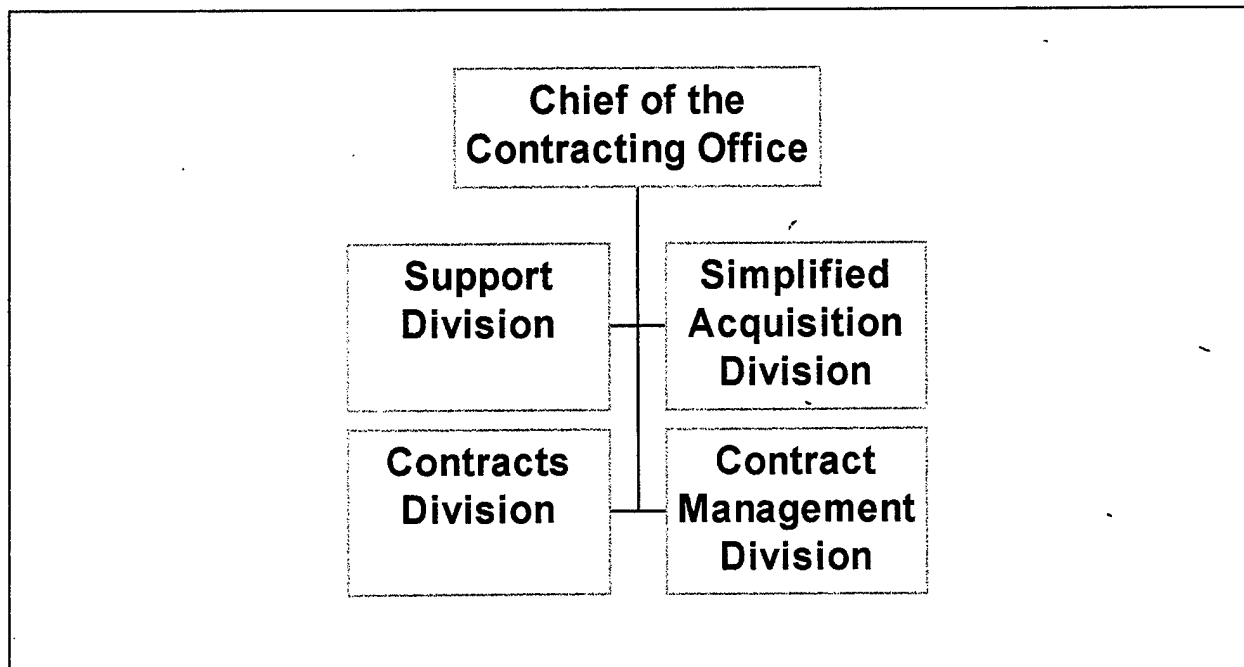 Chief of the
Contracting Office
Support
Division
Simplified
Acquisition
Division
Contracts
Division
Contract
Management
Division